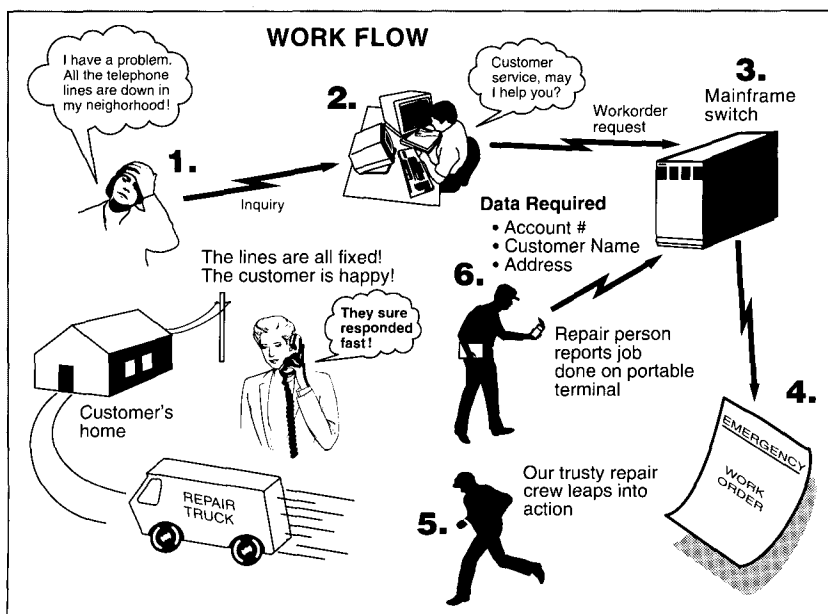 WORK FLOW
I have a problem.
All the telephone
lines are down in
my neighorhood!
1.
Inquiry
2.
Customer
service, may
I help you?
Workorder
request
3.
Mainframe
switch
Data Required
• Account #
• Customer Name
• Address
The lines are all fixed!
The customer is happy!
They sure
responded
fast!
Customer's
home
REPAIR
TRUCK
6.
Repair person
reports job
done on portable
terminal
4.
EMERGENCY
WORK
ORDER
5.
Our trusty repair
crew leaps into
action